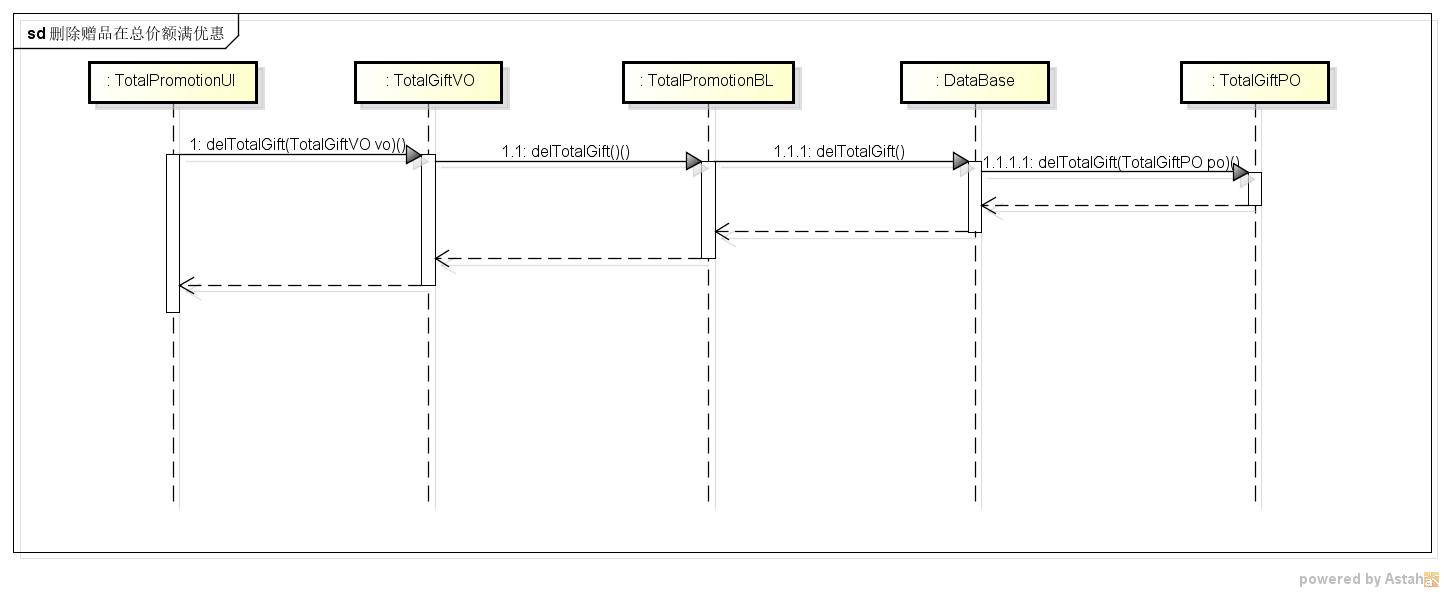 sd 删除赠品在总价额满优惠
: TotalPromotionUI
: TotalGiftVO
: TotalPromotionBL
: DataBase
: TotalGiftPO
1: delTotalGift(TotalGiftVO vo)()
1.1: delTotalGift()()
1.1.1: delTotalGift()
1.1.1.1: delTotalGift(TotalGiftPO po)()
powered by Astah